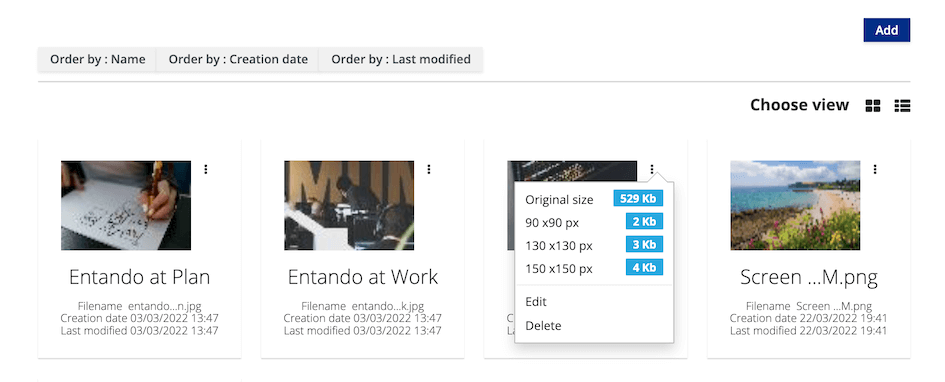 Add
Order by : Name Order by : Creation date Order by : Last modified
Choose view
Entando at Plan
Filename entando...n.jpg
Creation date 03/03/2022 13:47
Last modified 03/03/2022 13:47
Entando at Work
Filename entando...k.jpg
Creation date 03/03/2022 13:47
Last modified 03/03/2022 13:47
Original size 529 Kb
90 x90 px 2 Kb
130 x130 px 3 Kb
150 x150 px 4 Kb
Edit
Delete
Screen ...M.png
Filename Screen ...M.png
Creation date 22/03/2022 19:41
Last modified 22/03/2022 19:41